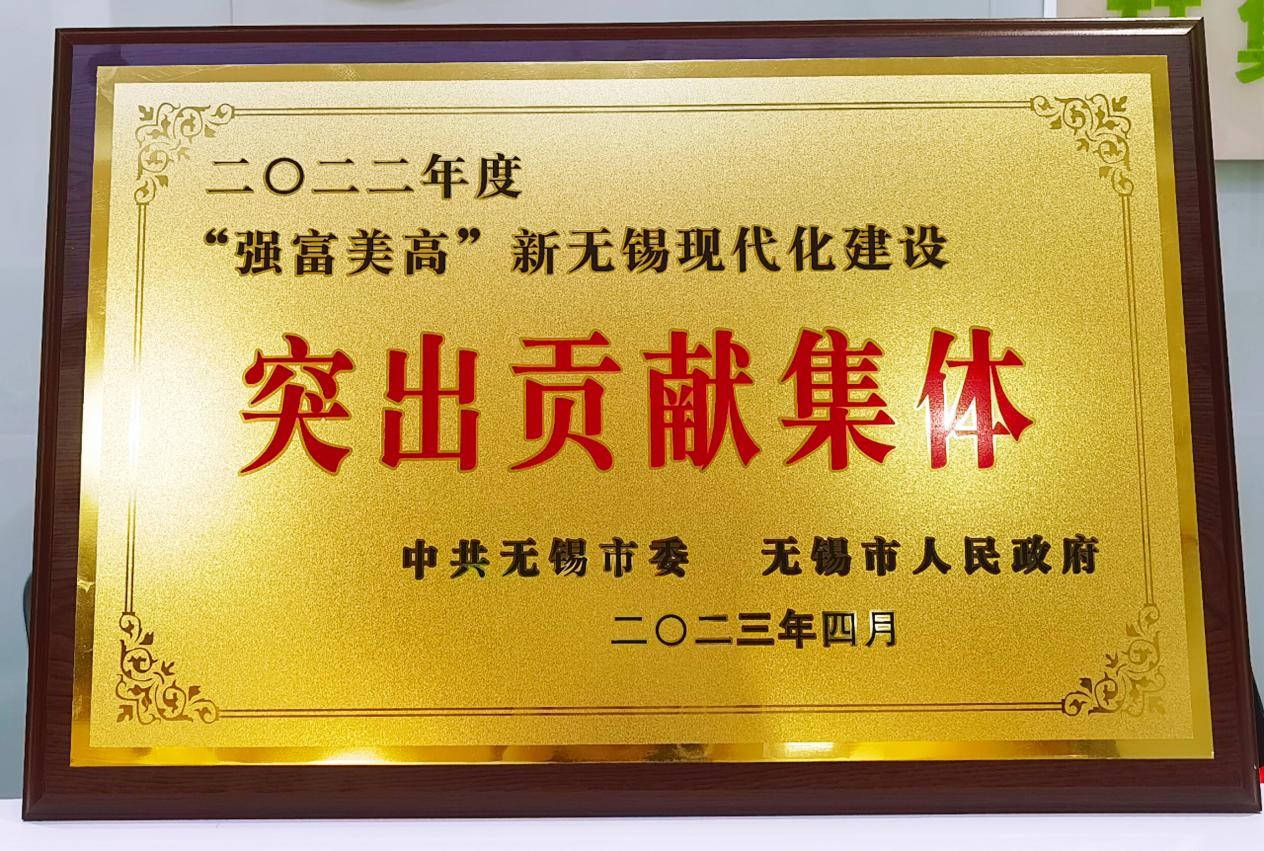 二〇二二年度
“强富美高”新无锡现代化建设
突出贡献集体
中共无锡市委 无锡市人民政府
二〇二三年四月